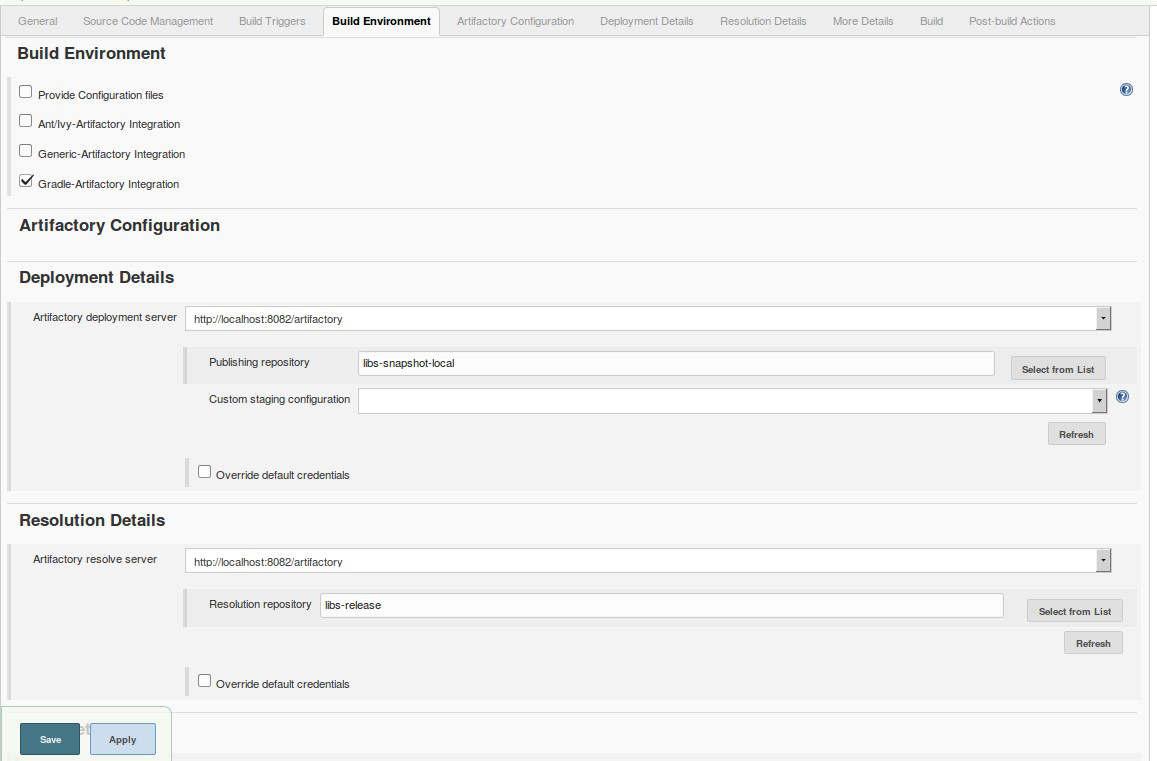 General Source Code Management Build Triggers Build Environment Artifactory Configuration Deployment Details Resolution Details More Details Build Post-build Actions
Build Environment
Provide Configuration files
Ant/Ivy-Artifactory Integration
Generic-Artifactory Integration
Gradle-Artifactory Integration
Artifactory Configuration
Deployment Details
Artifactory deployment server http://localhost:8082/artifactory
Publishing repository libs-snapshot-local Select from List
Custom staging configuration
Refresh
Override default credentials
Resolution Details
Artifactory resolve server http://localhost:8082/artifactory
Resolution repository libs-release Select from List
Refresh
Override default credentials
Save Apply